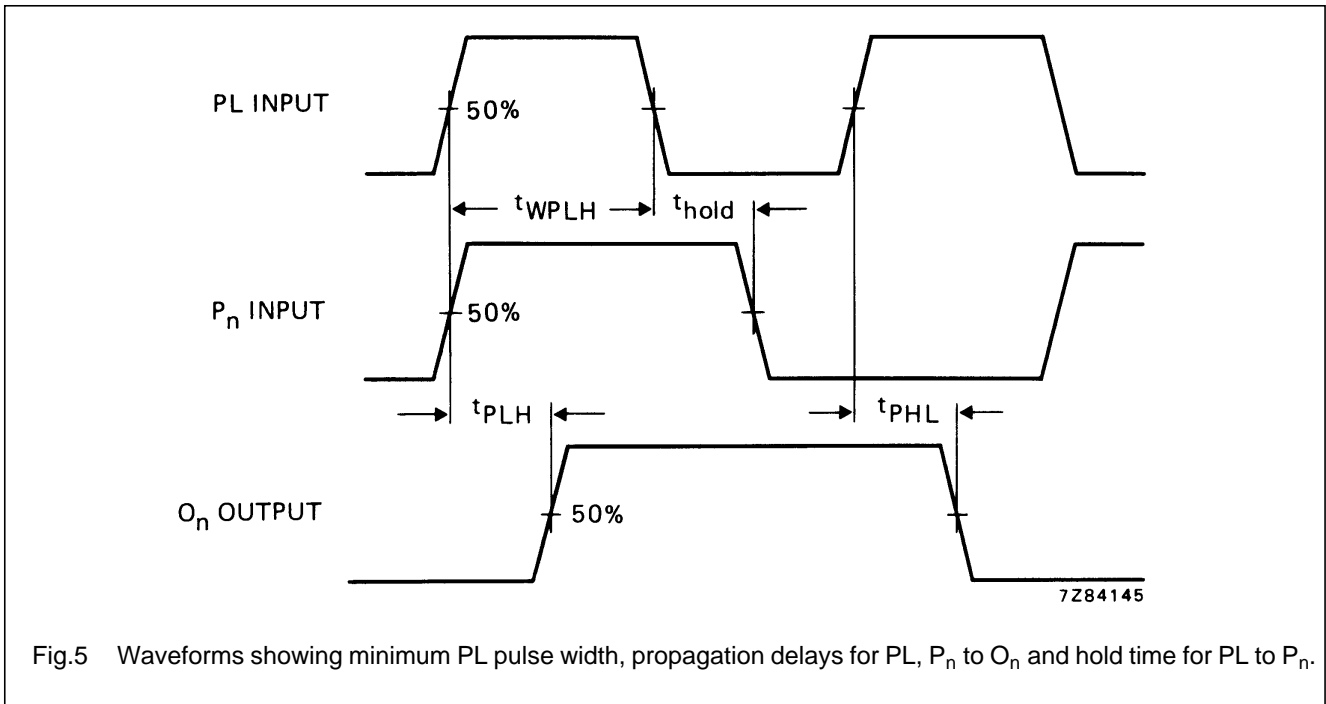 PL INPUT
50%
tWPLH
thold
Pn INPUT
50%
tPLH
tPHL
On OUTPUT
50%
7Z84145
Fig.5 Waveforms showing minimum PL pulse width, propagation delays for PL, Pn to On and hold time for PL to Pn.